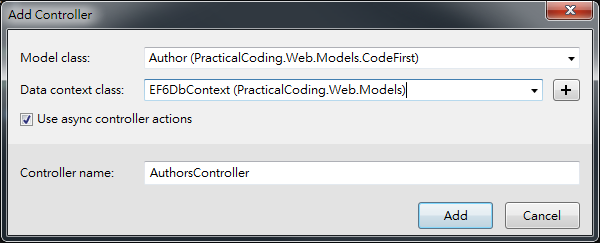 Add Controller
Model class: Author (PracticalCoding.Web.Models.CodeFirst)
Data context class: EF6DbContext (PracticalCoding.Web.Models)
Use async controller actions
Controller name: AuthorsController
Add Cancel